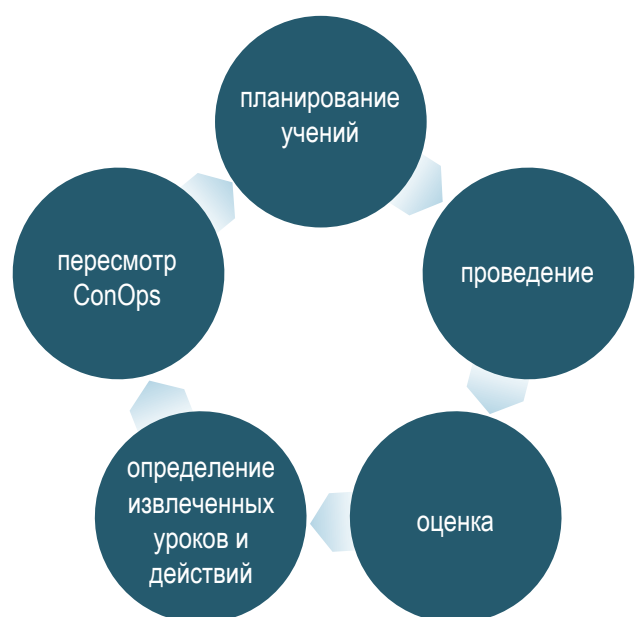 планирование
учений
проведение
оценка
определение
извлеченных
уроков и
действий
пересмотр
ConOps